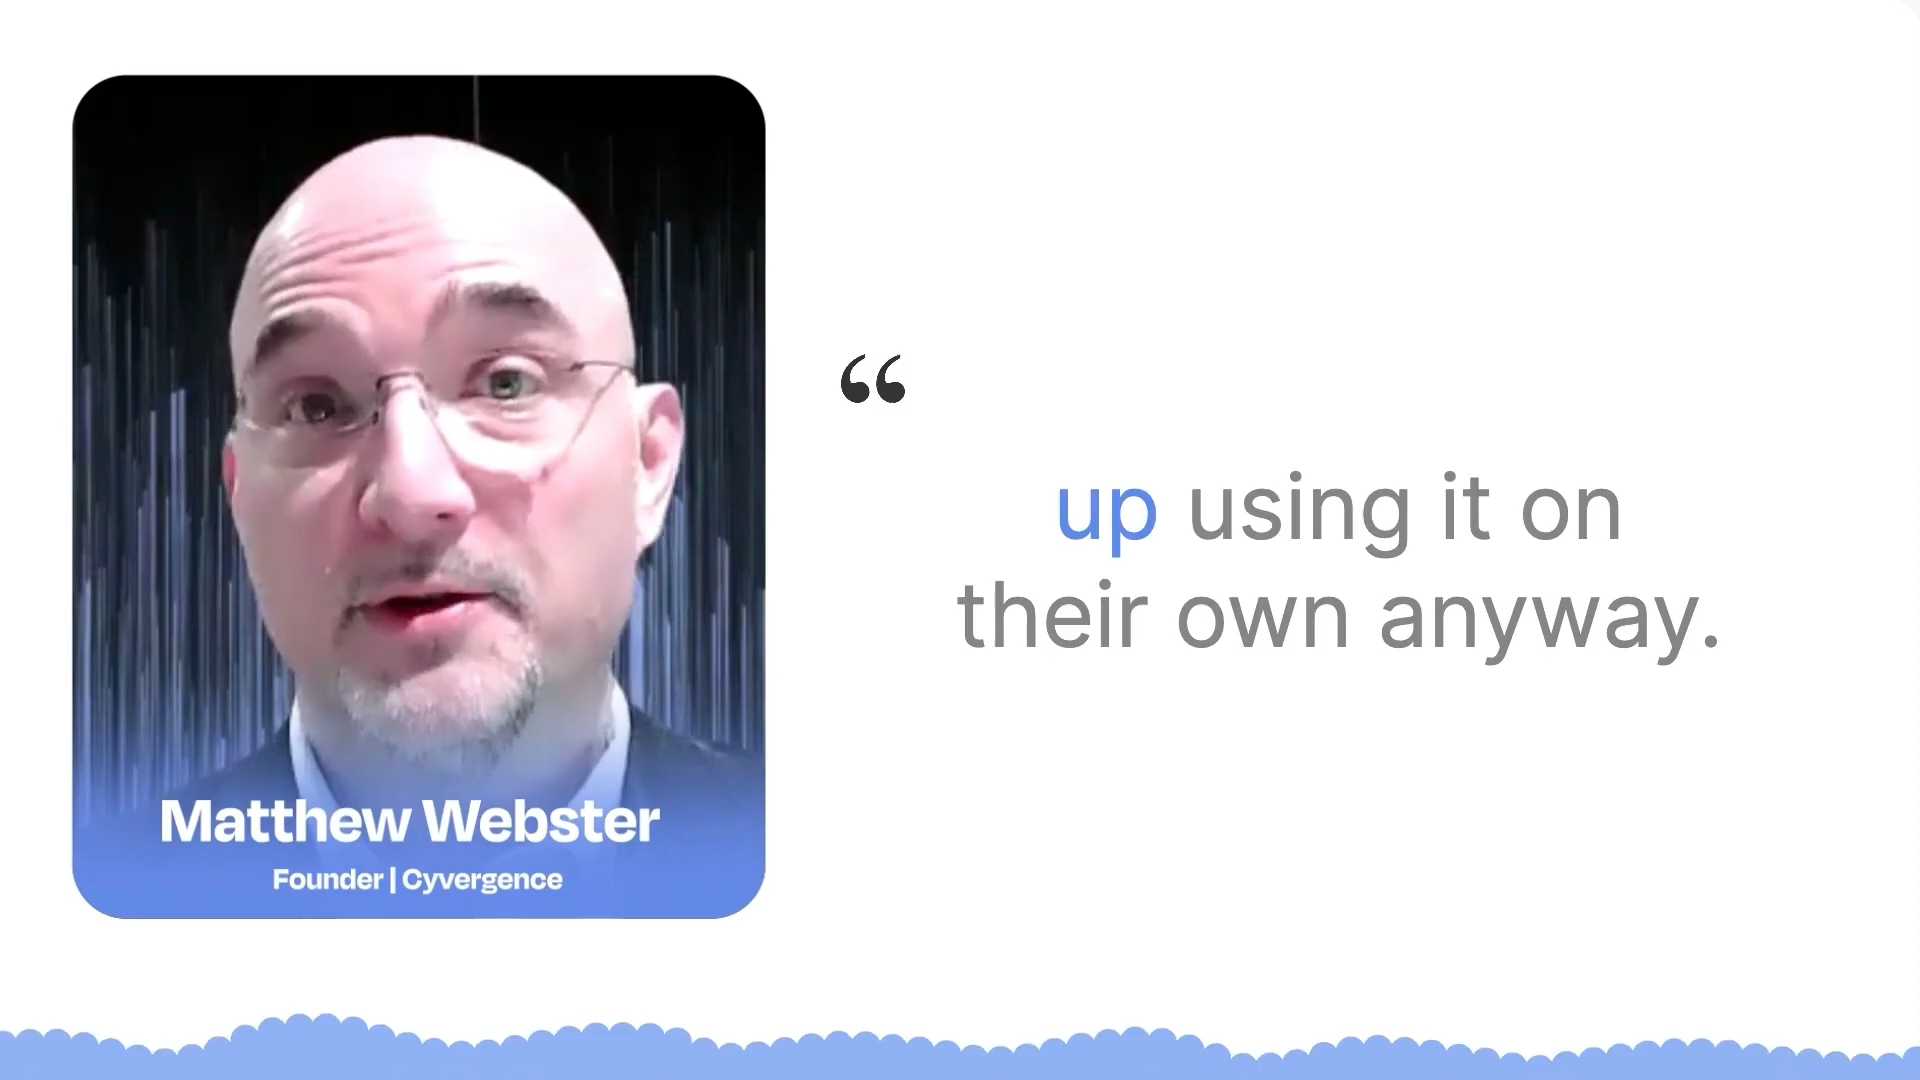 “
up using it on
their own anyway.
Matthew Webster
Founder | Cyvergence